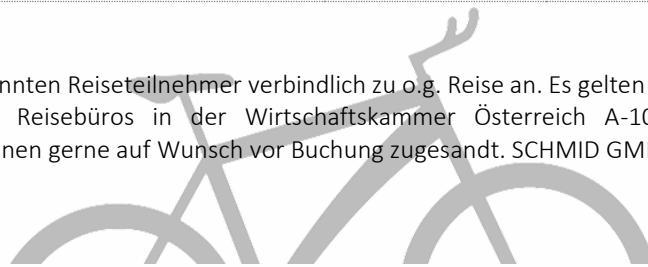 nnten Reiseteilnehmer verbindlich zu o.g. Reise an. Es gelten
Reisebüros in der Wirtschaftskammer Österreich A-10
nen gerne auf Wunsch vor Buchung zugesandt. SCHMID GM